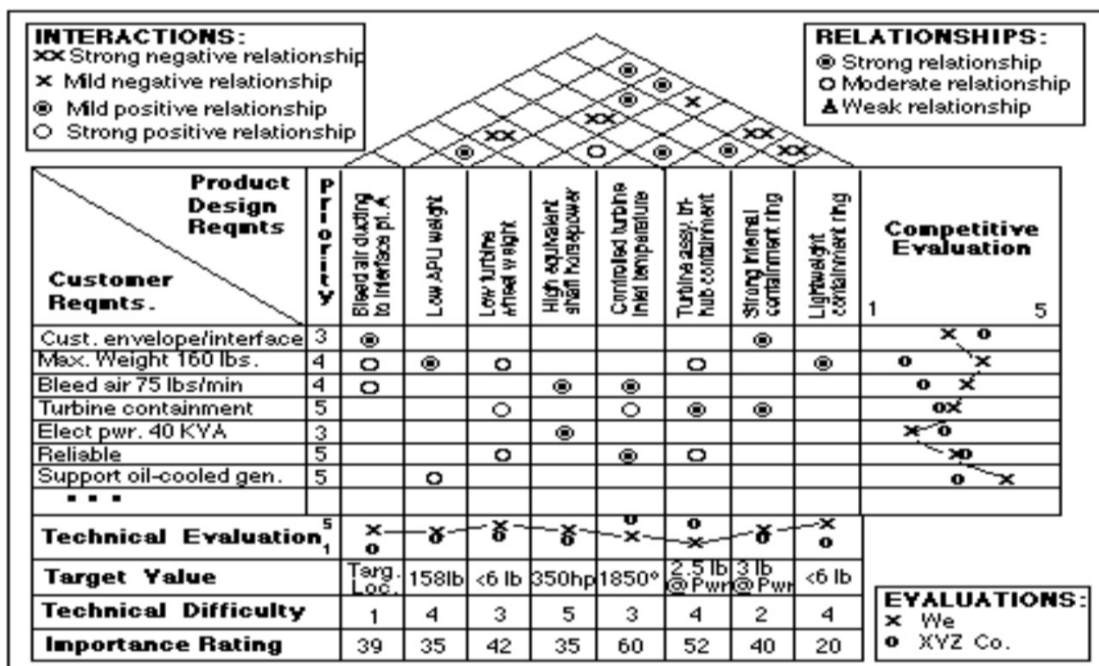 INTERACTIONS:
XX Strong negative relationship
X Mild negative relationship
◉ Mild positive relationship
○ Strong positive relationship
RELATIONSHIPS:
◉ Strong relationship
○ Moderate relationship
▲ Weak relationship
Product Design Reqmts
Customer Reqmts.
Priority
Bleed air ducting to interface pt. A
Low APU weight
Low turbine wheel weight
High equivalent shaft horsepower
Controlled turbine inlet temperature
Turbine assy. tri-hub containment
Strong internal containment ring
Lightweight containment ring
Competitive Evaluation
1 5
Cust. envelope/interface 3
Max. Weight 160 lbs. 4
Bleed air 75 lbs/min 4
Turbine containment 5
Elect pwr. 40 KVA 3
Reliable 5
Support oil-cooled gen. 5
. . .
Technical Evaluation 5 1
Target Value Targ. Loc. 158lb <6 lb 350hp 1850° 2.5 lb @ Pwr 3 lb @ Pwr <6 lb
Technical Difficulty 1 4 3 5 3 4 2 4
Importance Rating 39 35 42 35 60 52 40 20
EVALUATIONS:
x We
o XYZ Co.